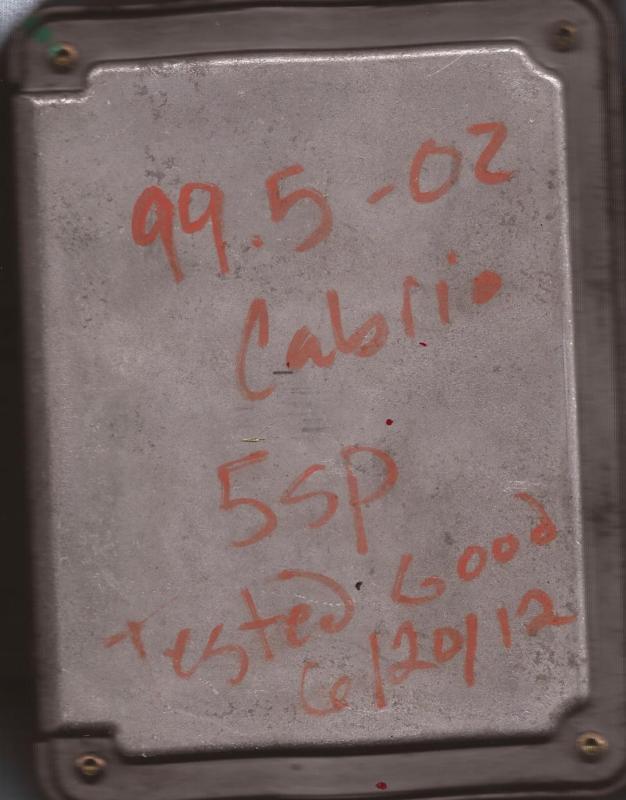 99.5-02
Cabrio
5SP
Tested Good
6/20/12